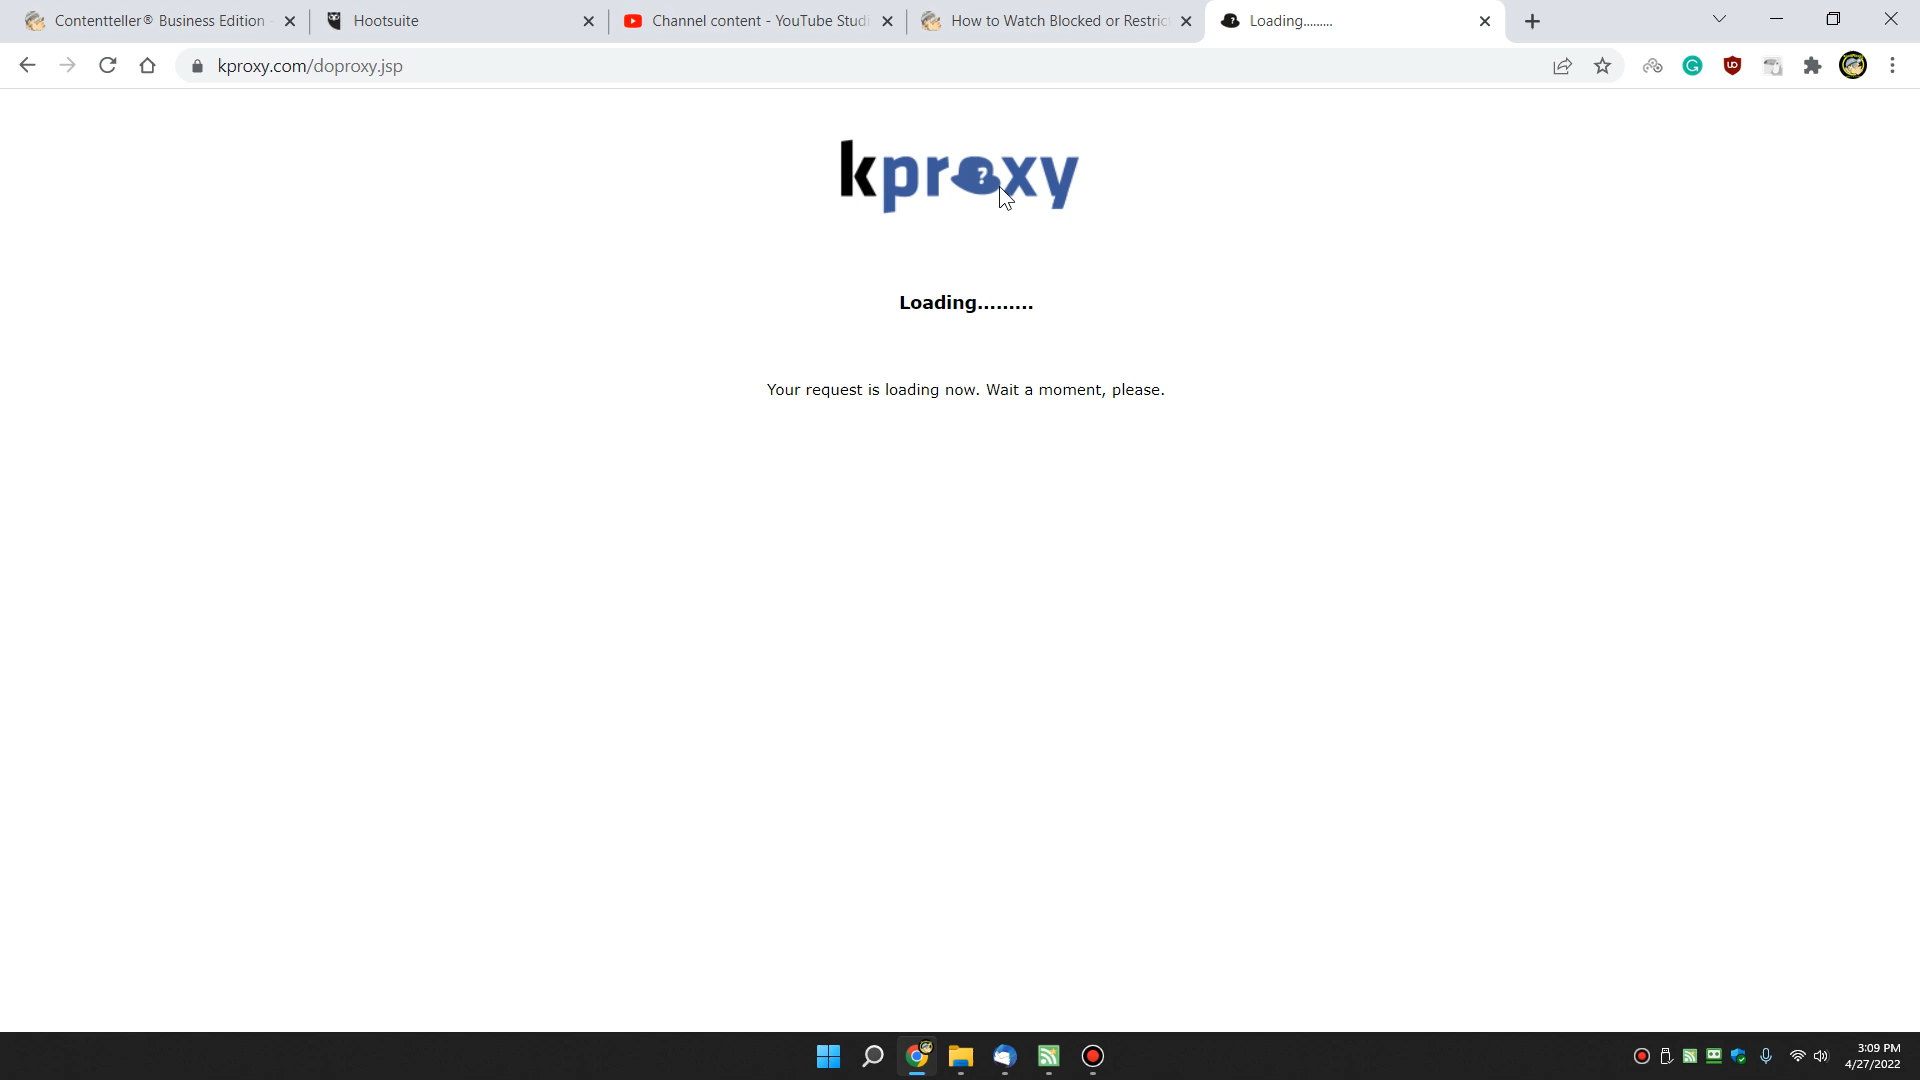 Contentteller® Business Edition -
Hootsuite
Channel content - YouTube Studi
How to Watch Blocked or Restric
Loading.........
kproxy.com/doproxy.jsp
kproxy
Loading.........
Your request is loading now. Wait a moment, please.
3:09 PM
4/27/2022